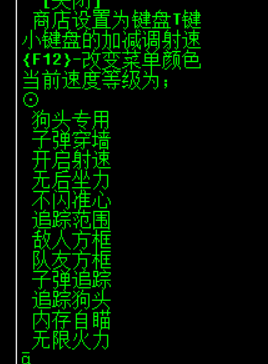 [关闭]
商店设置为键盘T键
小键盘的加减调射速
{F12}-改变菜单颜色
当前速度等级为;
⊙
狗头专用
子弹穿墙
开启射速
无后坐力
不闪准心
追踪范围
敌人方框
队友方框
子弹追踪
追踪狗头
内存自瞄
无限火力